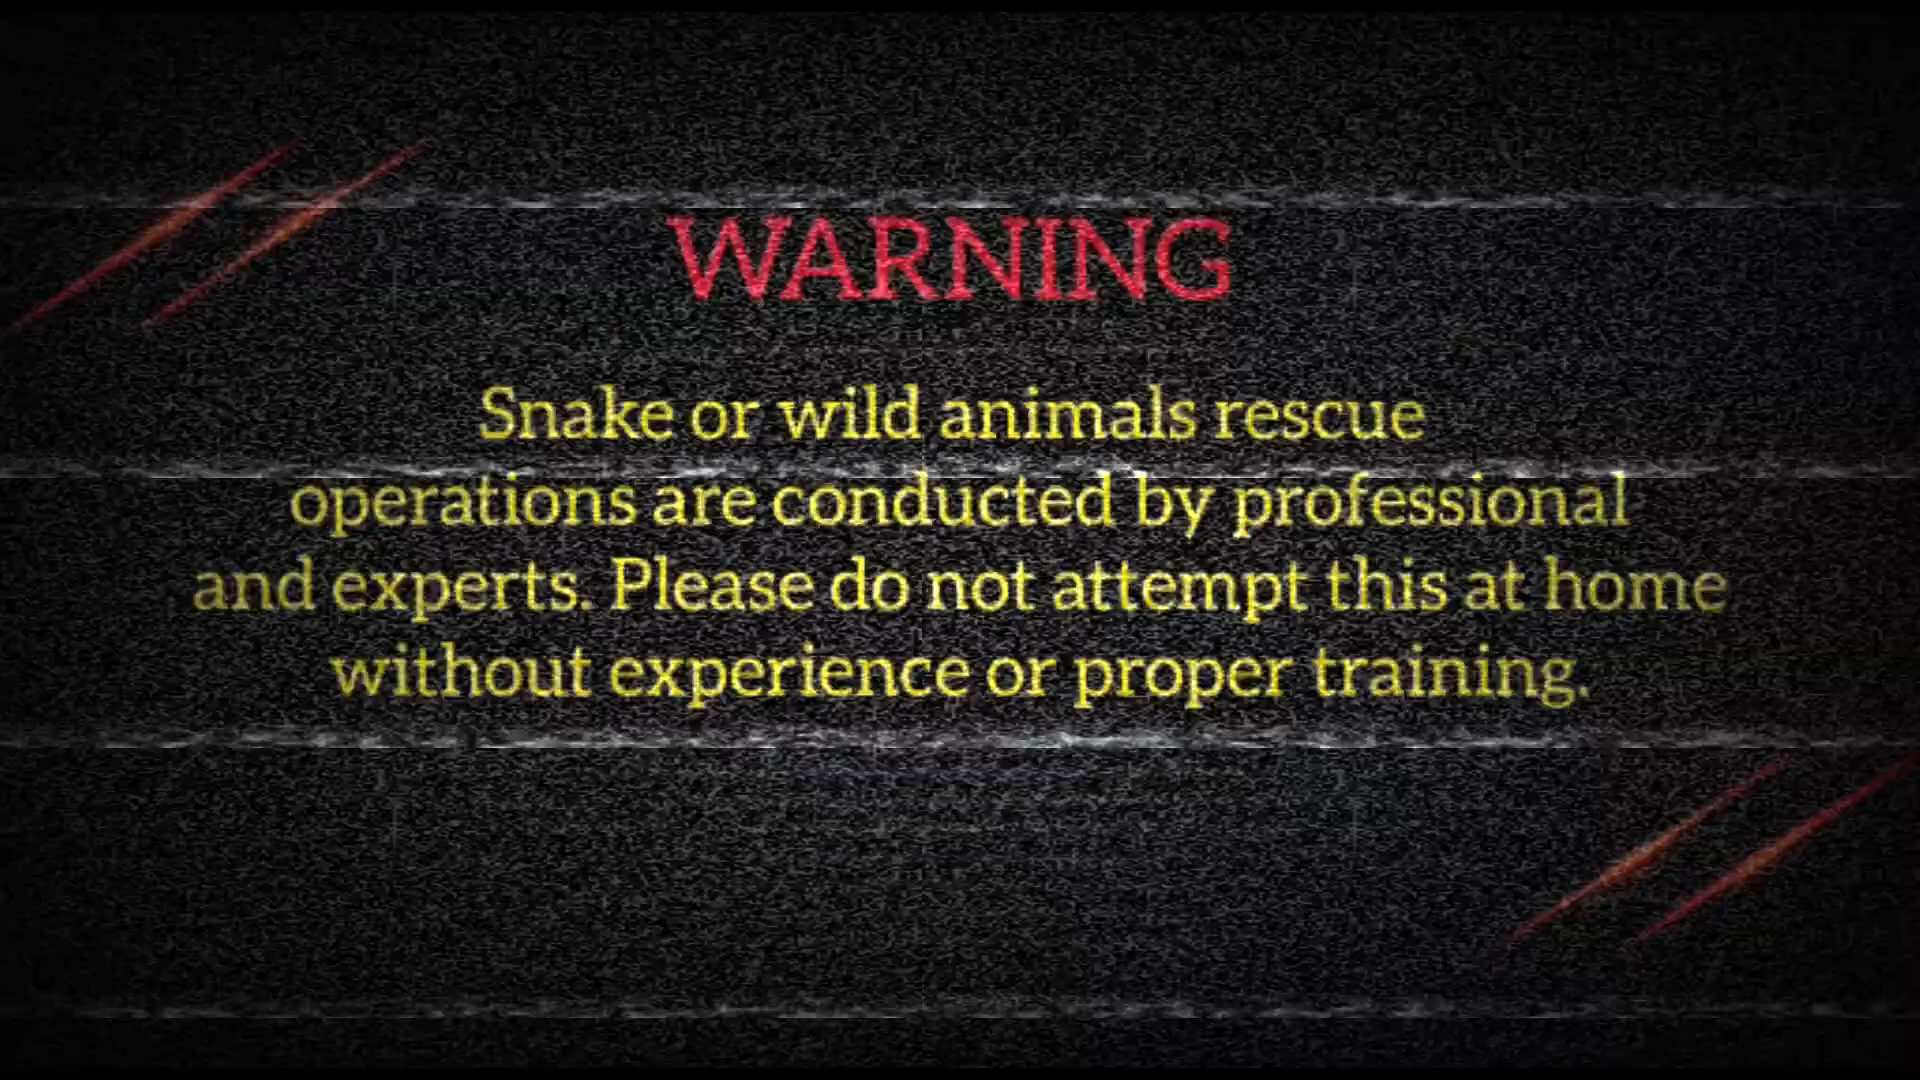 WARNING
Snake or wild animals rescue
operations are conducted by professional
and experts. Please do not attempt this at home
without experience or proper training.